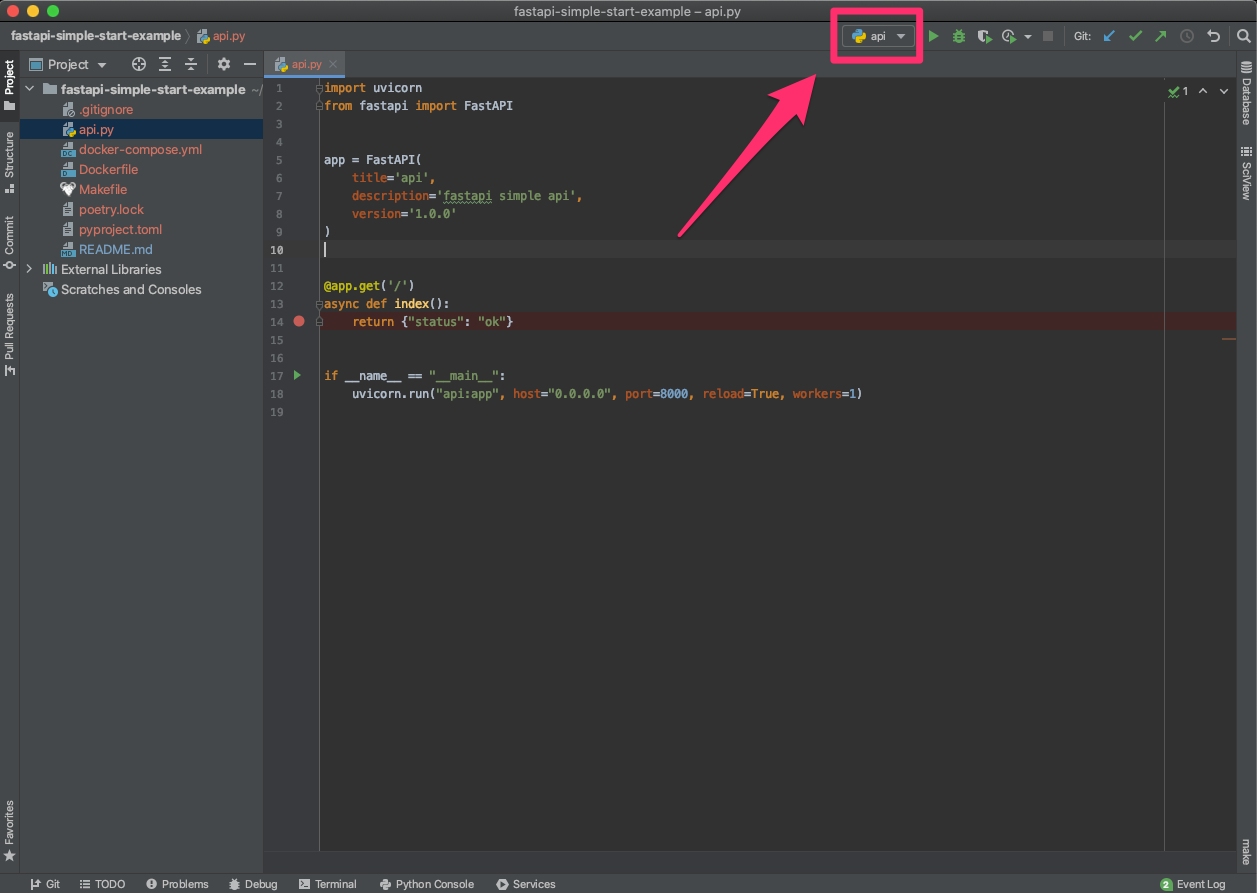 fastapi-simple-start-example – api.py
fastapi-simple-start-example
api.py
api
Git:
Project
Structure
Commit
Pull Requests
Favorites
Project
fastapi-simple-start-example ~/
.gitignore
api.py
docker-compose.yml
Dockerfile
Makefile
poetry.lock
pyproject.toml
README.md
External Libraries
Scratches and Consoles
api.py
1 import uvicorn
2 from fastapi import FastAPI
3
4
5 app = FastAPI(
6 title='api',
7 description='fastapi simple api',
8 version='1.0.0'
9 )
10
11
12 @app.get('/')
13 async def index():
14 return {"status": "ok"}
15
16
17 if __name__ == "__main__":
18 uvicorn.run("api:app", host="0.0.0.0", port=8000, reload=True, workers=1)
19
1
Database
SciView
make
Git
TODO
Problems
Debug
Terminal
Python Console
Services
2 Event Log